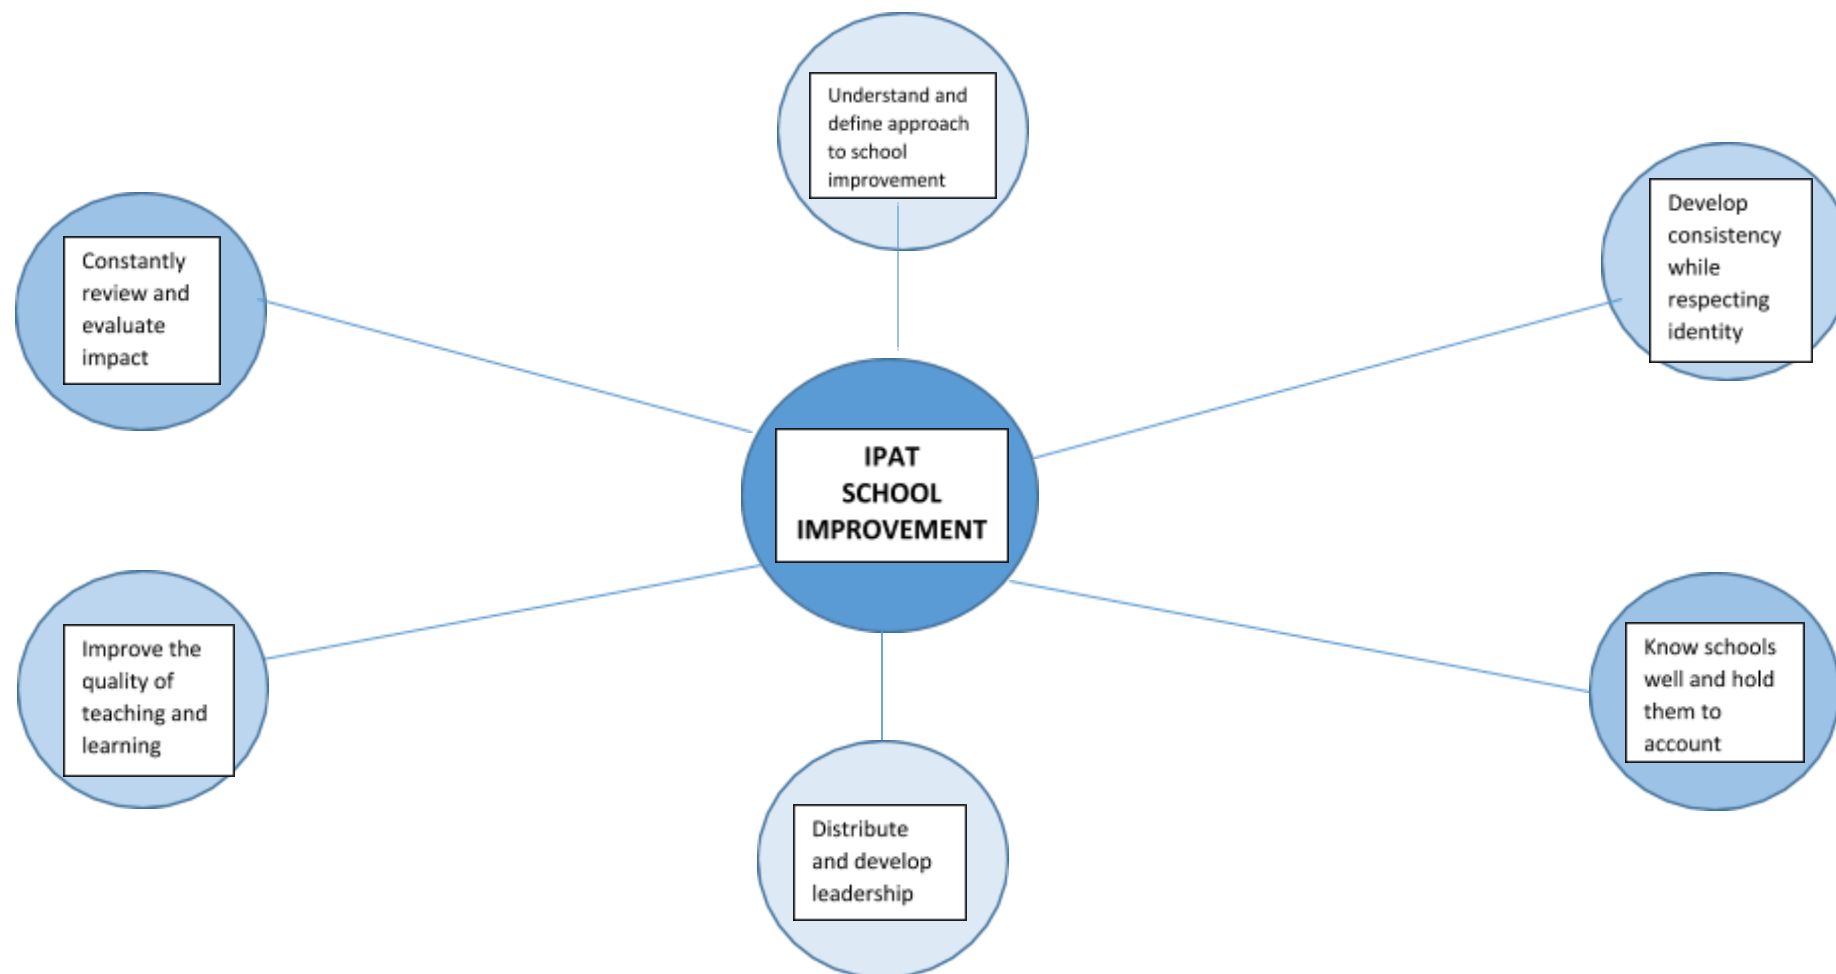 Understand and
define approach
to school
improvement
Develop
consistency
while
respecting
identity
Constantly
review and
evaluate
impact
IPAT
SCHOOL
IMPROVEMENT
Improve the
quality of
teaching and
learning
Know schools
well and hold
them to
account
Distribute
and develop
leadership